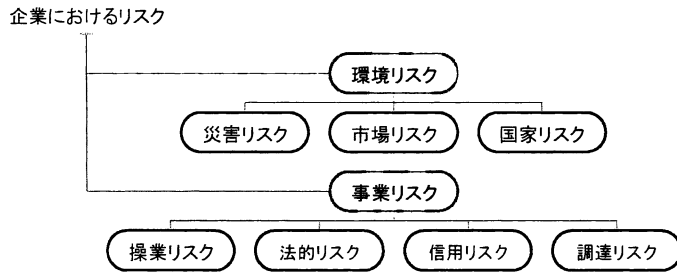 企業におけるリスク
環境リスク
災害リスク 市場リスク 国家リスク
事業リスク
操業リスク 法的リスク 信用リスク 調達リスク